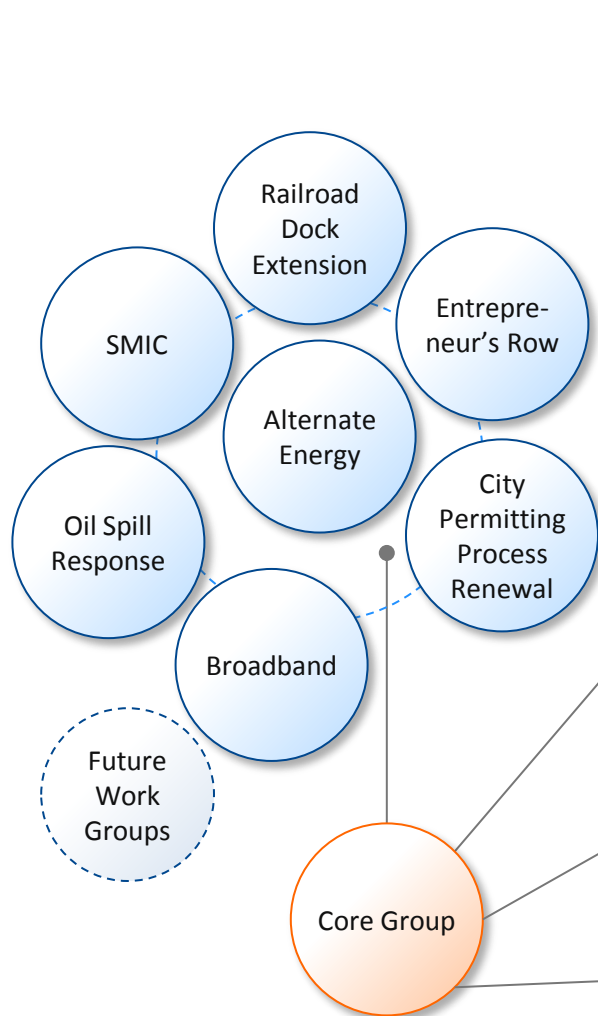 Railroad
Dock
Extension
SMIC
Entrepre-
neur’s Row
Alternate
Energy
City
Permitting
Process
Renewal
Oil Spill
Response
Broadband
Future
Work
Groups
Core Group